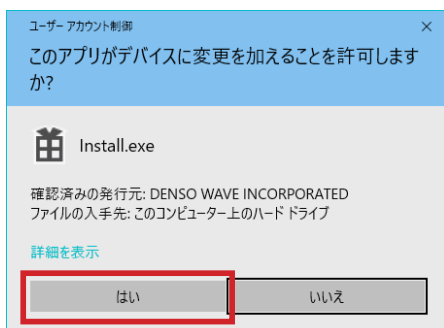 ユーザー アカウント制御
このアプリがデバイスに変更を加えることを許可します
か?
Install.exe
確認済みの発行元: DENSO WAVE INCORPORATED
ファイルの入手先: このコンピューター上のハード ドライブ
詳細を表示
はい
いいえ